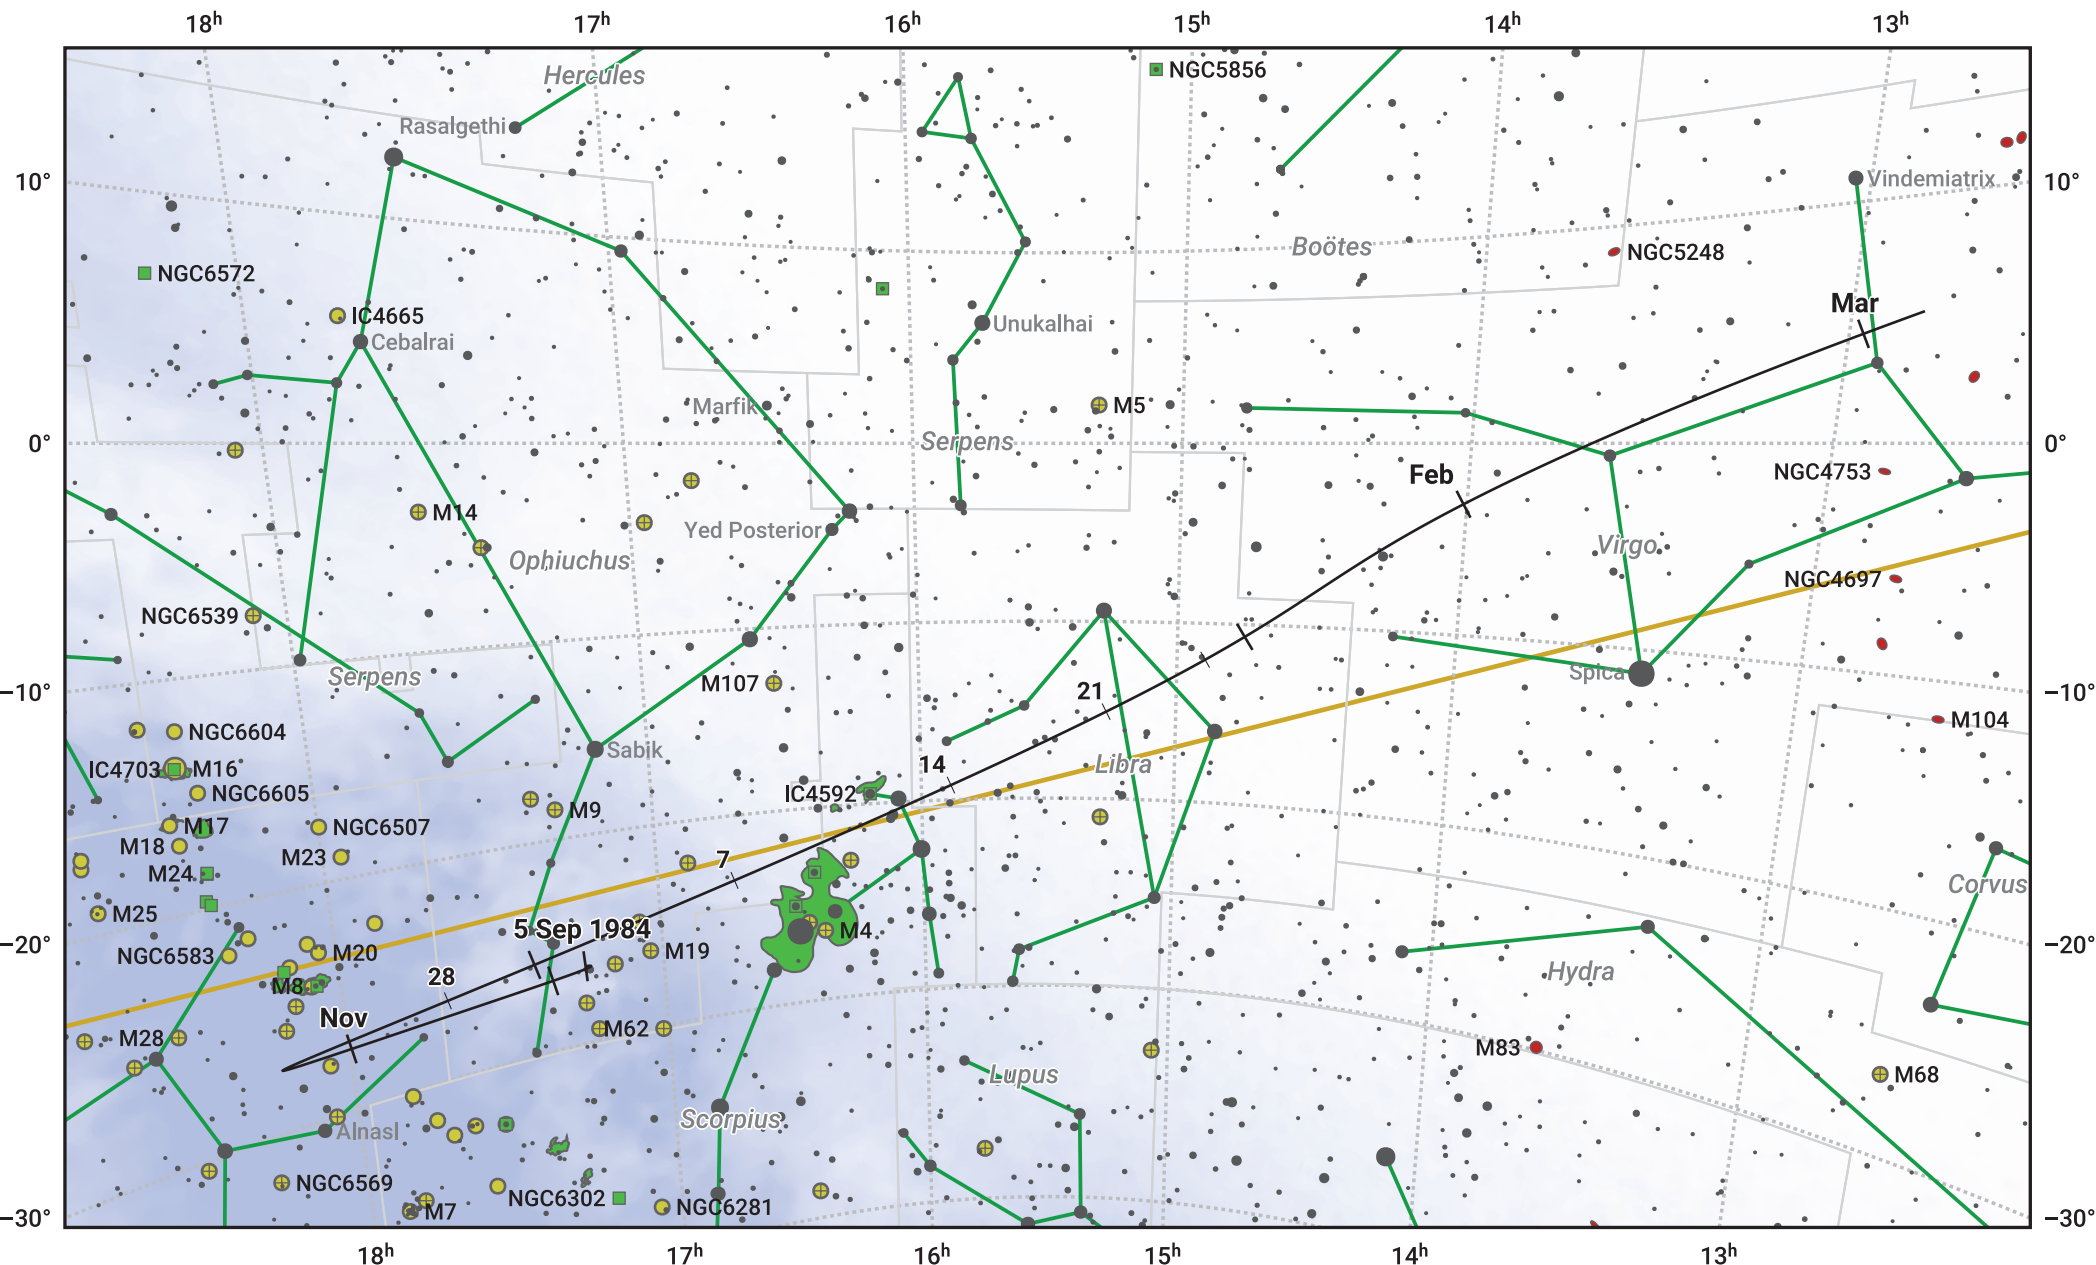 18h 17h 16h 15h 14h 13h
Hercules
NGC5856
Rasalgethi
10° 10°
Vindemiatrix
Boötes
NGC5248
NGC6572
Mar
IC4665
Unukalhai
Cebalrai
Marfik
M5
Serpens
0° 0°
Feb
NGC4753
M14
Yed Posterior
Virgo
Ophiuchus
NGC4697
NGC6539
Spica
Serpens
M107
21
−10° −10°
M104
NGC6604
Sabik
14
Libra
IC4703
M16
NGC6605
IC4592
M9
M17
NGC6507
M18
M23
7
M24
Corvus
M25
5 Sep 1984
M4
−20° −20°
NGC6583
M20
M19
Hydra
28
M8
Nov
M28
M62
M83
Lupus
M68
Scorpius
Alnasl
NGC6569
NGC6302
NGC6281
M7
−30° −30°
18h 17h 16h 15h 14h 13h